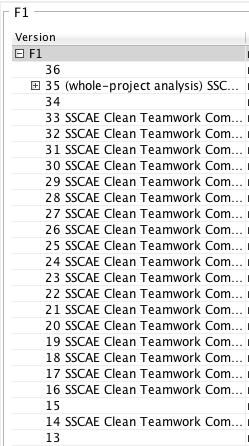 F1
Version
F1
36
35 (whole-project analysis) SSC...
34
33 SSCAE Clean Teamwork Com...
32 SSCAE Clean Teamwork Com...
31 SSCAE Clean Teamwork Com...
30 SSCAE Clean Teamwork Com...
29 SSCAE Clean Teamwork Com...
28 SSCAE Clean Teamwork Com...
27 SSCAE Clean Teamwork Com...
26 SSCAE Clean Teamwork Com...
25 SSCAE Clean Teamwork Com...
24 SSCAE Clean Teamwork Com...
23 SSCAE Clean Teamwork Com...
22 SSCAE Clean Teamwork Com...
21 SSCAE Clean Teamwork Com...
20 SSCAE Clean Teamwork Com...
19 SSCAE Clean Teamwork Com...
18 SSCAE Clean Teamwork Com...
17 SSCAE Clean Teamwork Com...
16 SSCAE Clean Teamwork Com...
15
14 SSCAE Clean Teamwork Com...
13